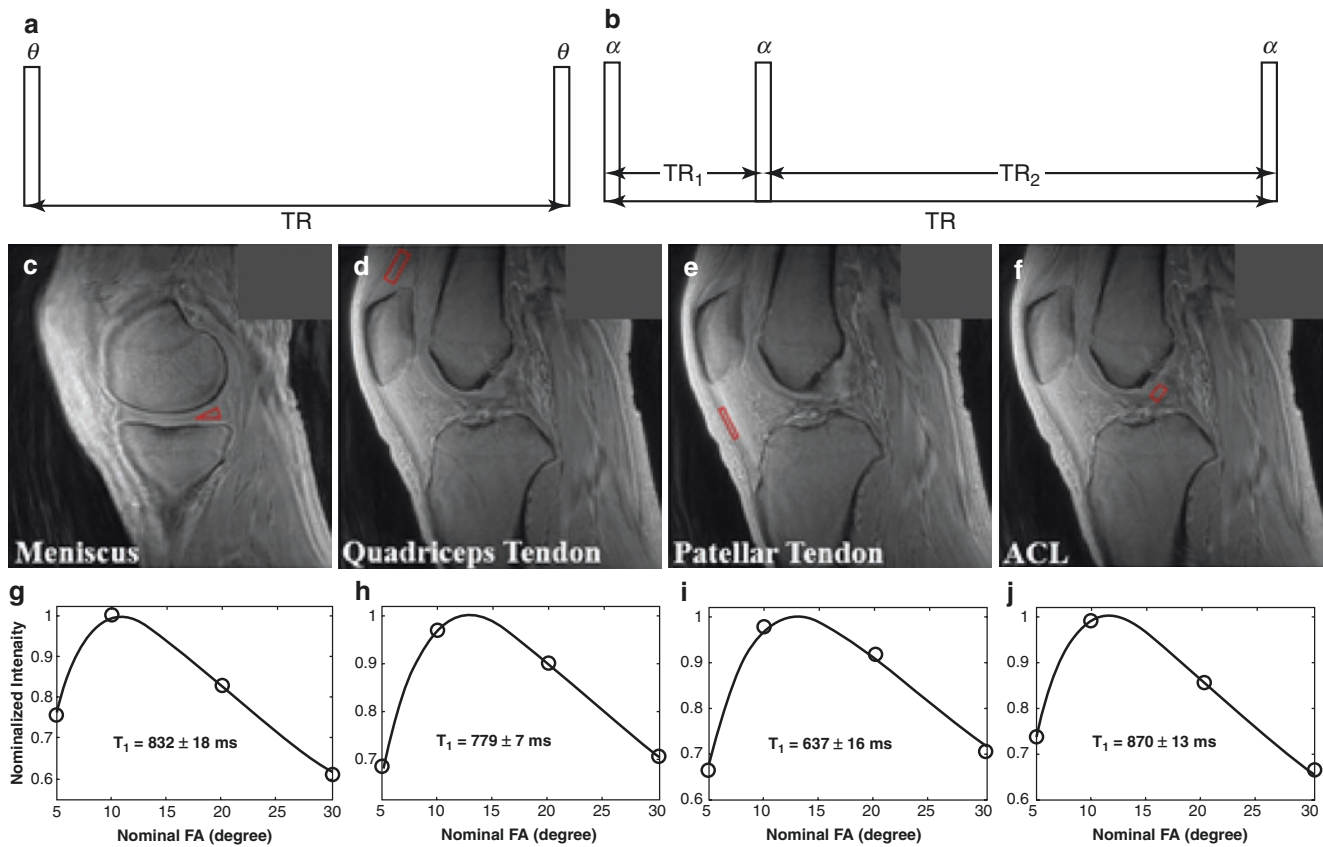 a
b
θ
θ
α
α
α
TR
TR₁
TR₂
TR
c
d
e
f
Meniscus
Quadriceps Tendon
Patellar Tendon
ACL
g
h
i
j
Nominalized Intenaity
1
0.9
0.8
0.7
0.6
T₁ = 832 ± 18 ms
5
10
15
20
25
30
Nominal FA (degree)
1
0.9
0.8
0.7
T₁ = 779 ± 7 ms
5
10
15
20
25
30
Nominal FA (degree)
1
0.9
0.8
0.7
0.6
T₁ = 637 ± 16 ms
5
10
15
20
25
30
Nominal FA (degree)
1
0.9
0.8
0.7
0.6
T₁ = 870 ± 13 ms
5
10
15
20
25
30
Nominal FA (degree)